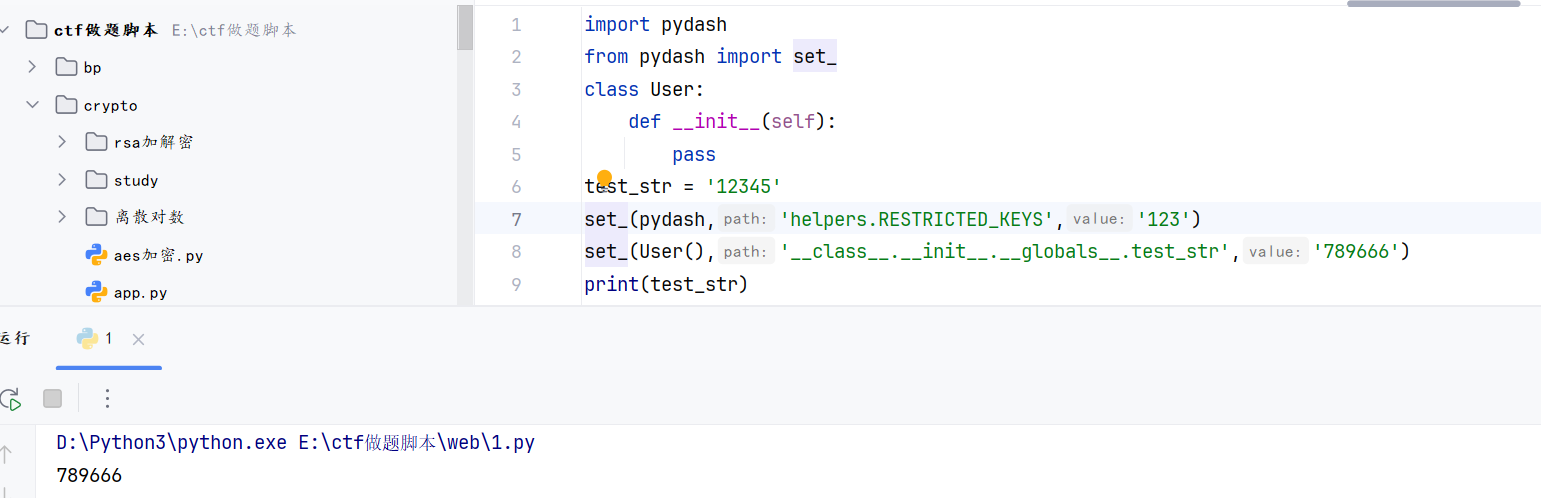 ctf做题脚本 E:\ctf做题脚本
bp
crypto
rsa加解密
study
离散对数
aes加密.py
app.py
1 import pydash
2 from pydash import set_
3 class User:
4 def __init__(self):
5 pass
6 test_str = '12345'
7 set_(pydash, path: 'helpers.RESTRICTED_KEYS', value: '123')
8 set_(User(), path: '__class__.__init__.__globals__.test_str', value: '789666')
9 print(test_str)
运行 1
D:\Python3\python.exe E:\ctf做题脚本\web\1.py
789666